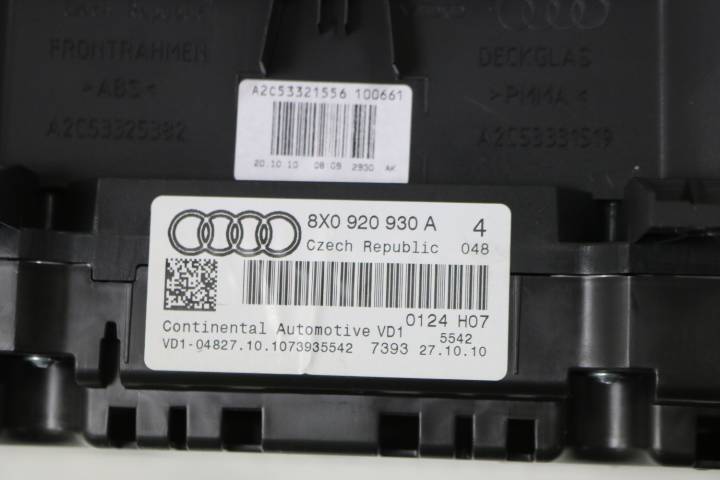 FRONTRAHMEN
>ABS<
A2C53325382
DECKGLAS
>PMMA<
A2C53331519
A2C53321556 100661
20.10.10 08 09 2930 AK
8X0 920 930 A 4
Czech Republic 048
0124 H07
Continental Automotive VD1 5542
VD1-04827.10.1073935542 7393 27.10.10